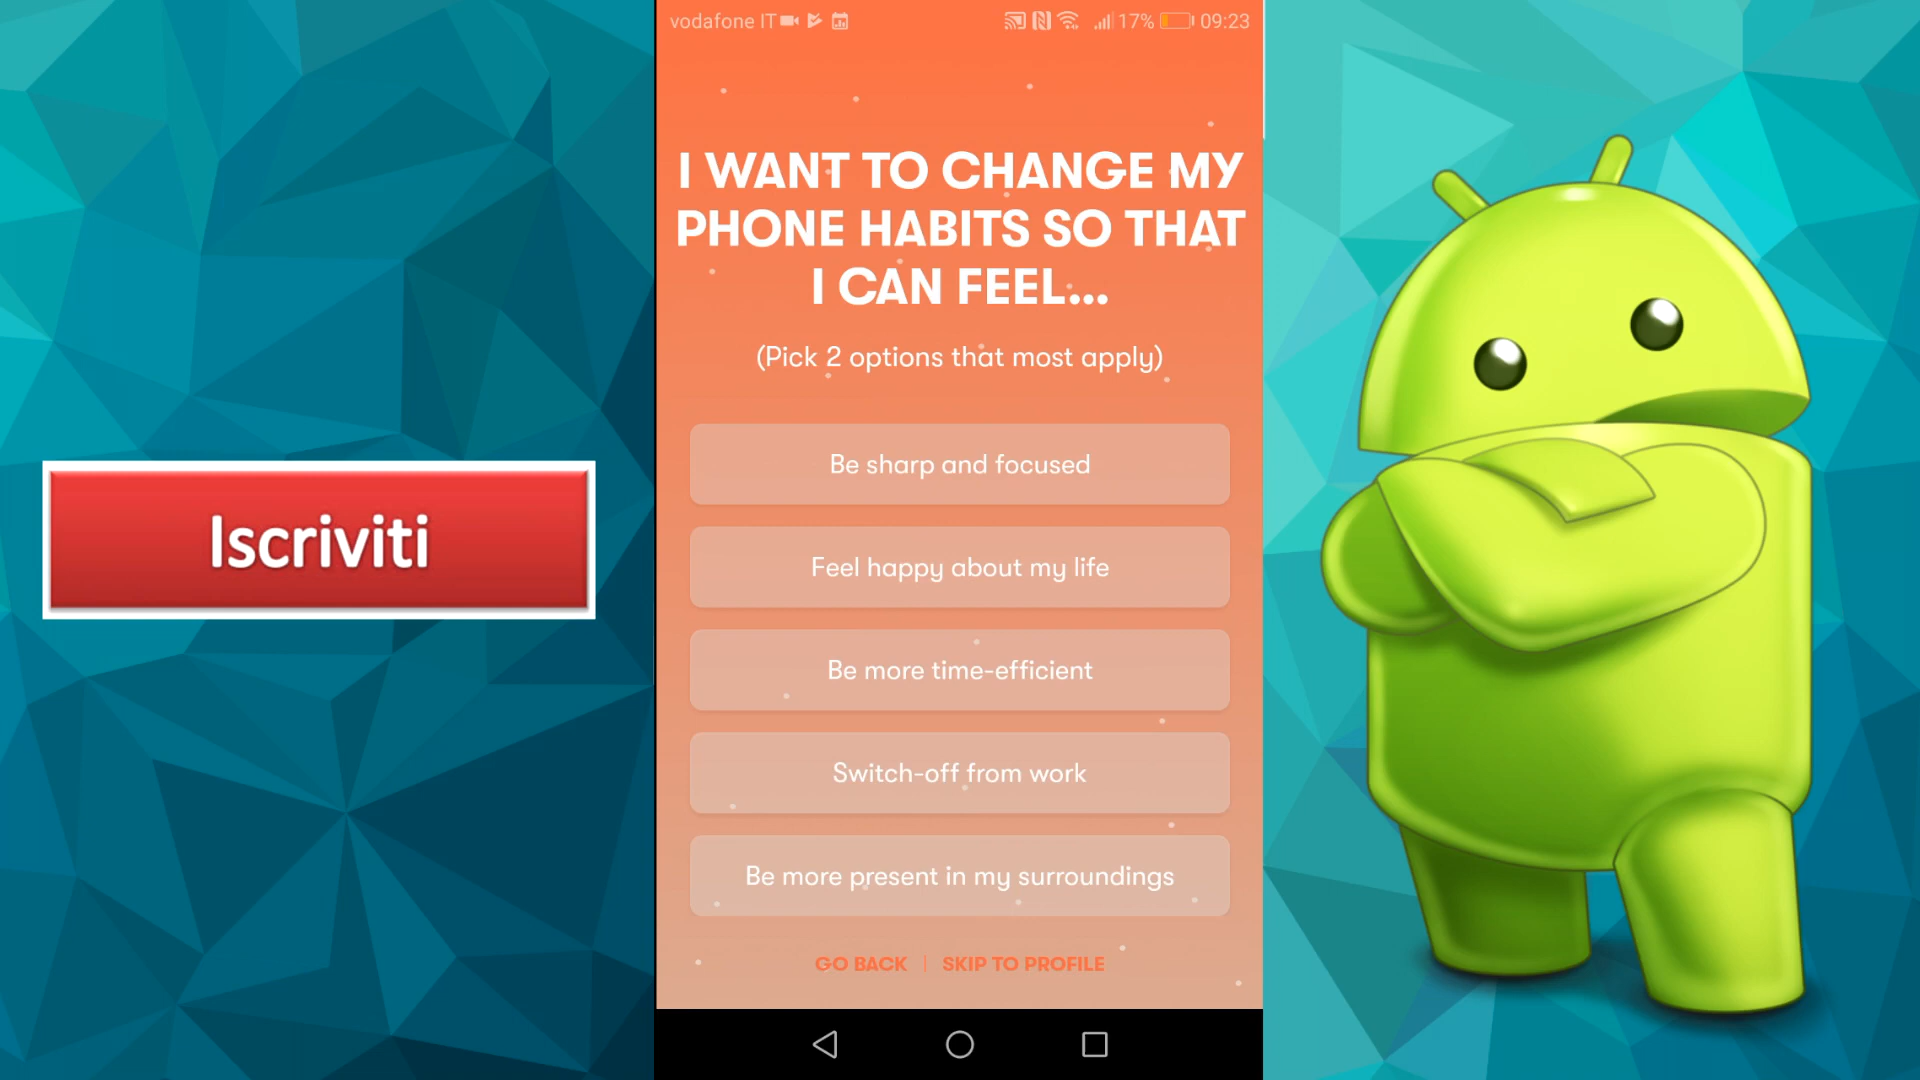 vodafone IT 17% 09:23
I WANT TO CHANGE MY
PHONE HABITS SO THAT
I CAN FEEL...
(Pick 2 options that most apply)
Be sharp and focused
Feel happy about my life
Iscriviti
Be more time-efficient
Switch-off from work
Be more present in my surroundings
GO BACK | SKIP TO PROFILE